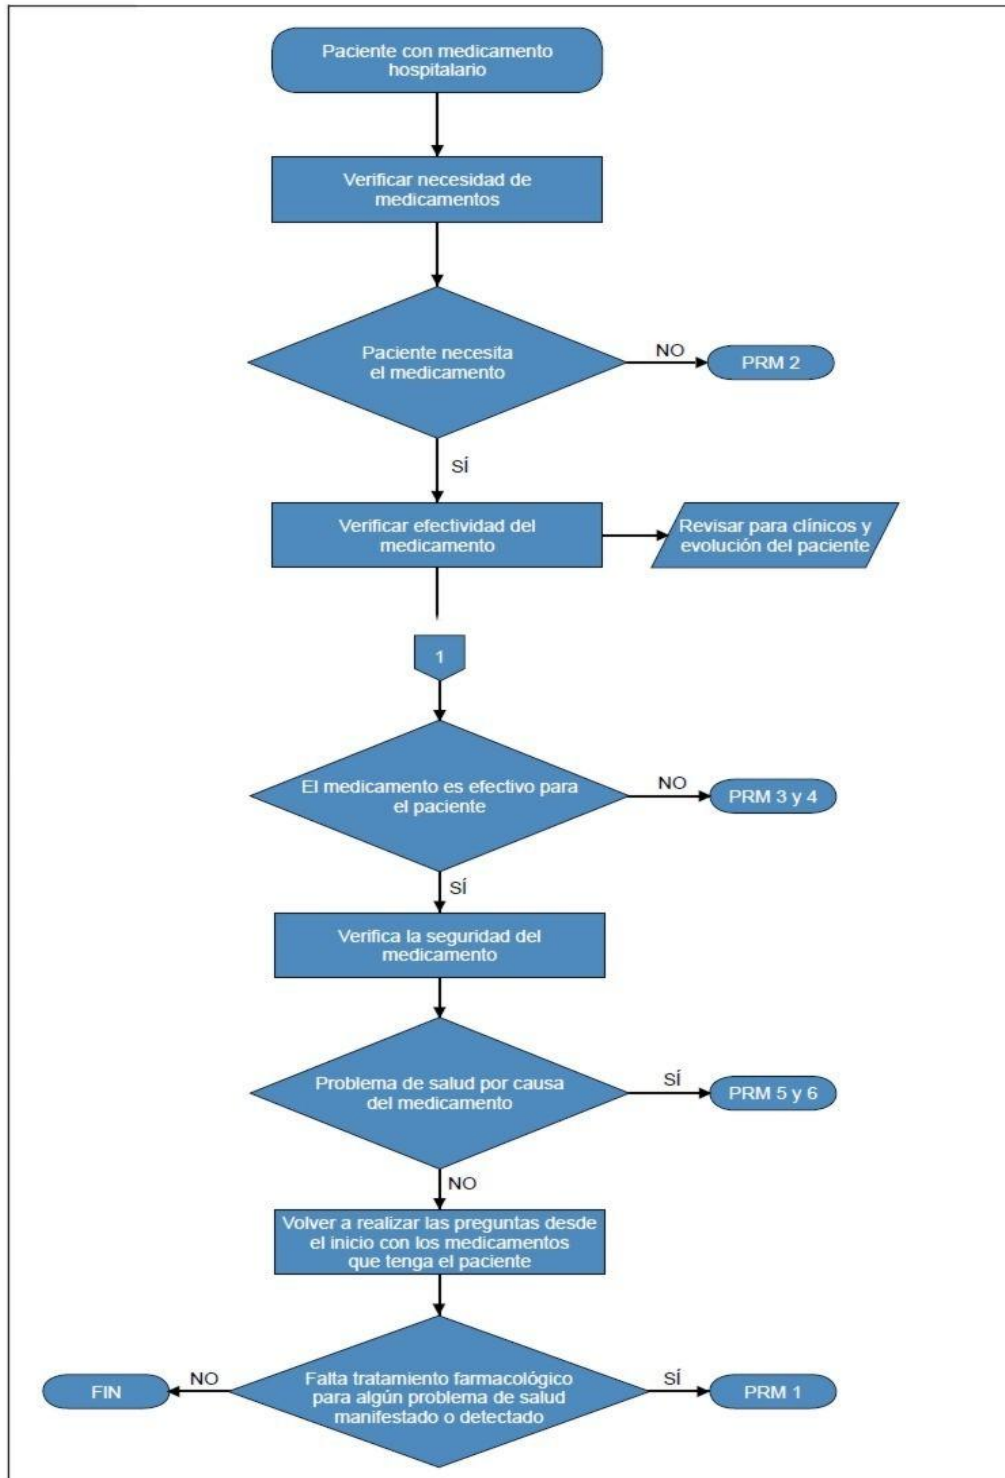 Paciente con medicamento
hospitalario
Verificar necesidad de
medicamentos
Paciente necesita
el medicamento
NO
PRM 2
SÍ
Verificar efectividad del
medicamento
Revisar para clínicos y
evolución del paciente
1
El medicamento es efectivo para
el paciente
NO
PRM 3 y 4
SÍ
Verifica la seguridad del
medicamento
Problema de salud por causa
del medicamento
SÍ
PRM 5 y 6
NO
Volver a realizar las preguntas desde
el inicio con los medicamentos
que tenga el paciente
Falta tratamiento farmacológico
para algún problema de salud
manifestado o detectado
NO
FIN
SÍ
PRM 1